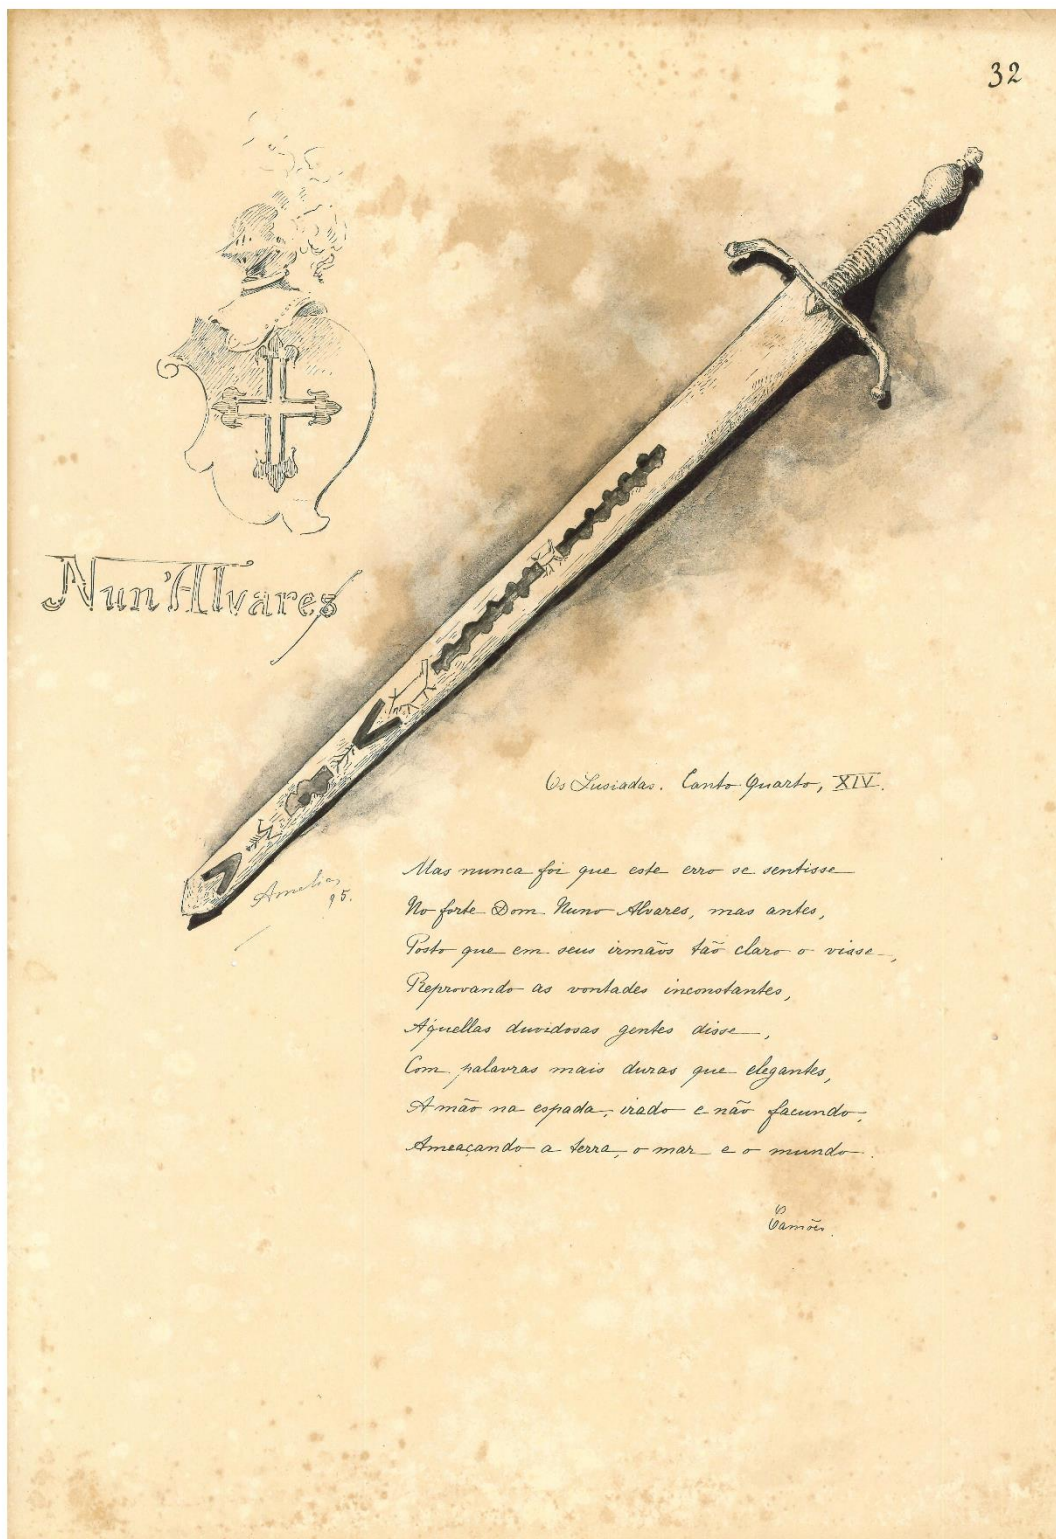 32
Nun'Alvares
Amelia,
95.
Os Lusiadas. Canto Quarto, XIV.
Mas nunca foi que este erro se sentisse
No forte Dom Nuno Alvares, mas antes,
Posto que em seus irmãos tão claro o visse,
Reprovando as vontades inconstantes,
Áquellas duvidosas gentes disse,
Com palavras mais duras que elegantes,
A mão na espada, irado e não facundo,
Ameaçando a terra, o mar e o mundo.
Camões.